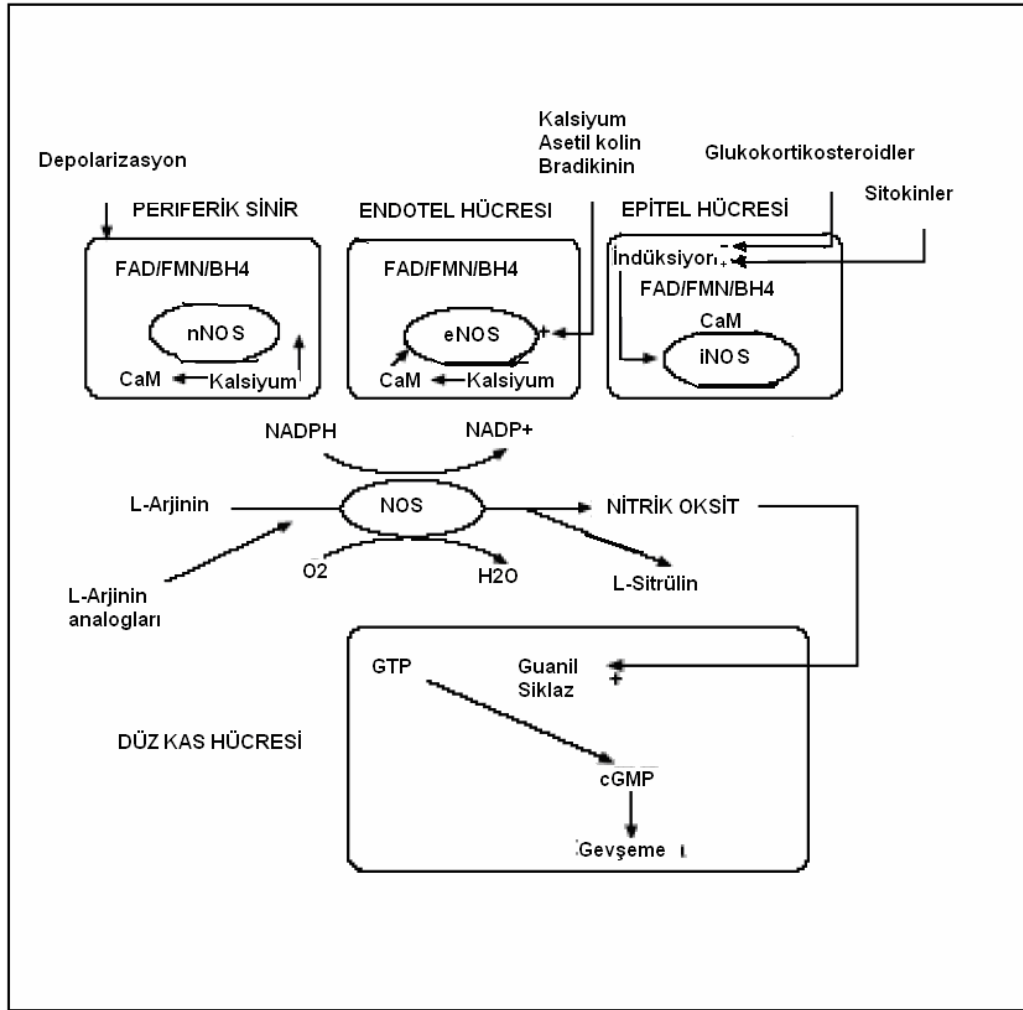 Kalsiyum
Asetil kolin
Bradikinin
Depolarizasyon
Glukokortikosteroidler
Sitokinler
PERIFERİK SİNİR
ENDOTEL HÜCRESI
EPİTEL HÜCRESİ
FAD/FMN/BH4
nNOS
CaM
Kalsiyum
FAD/FMN/BH4
eNOS
+
CaM
Kalsiyum
İndüksiyon
-
+
FAD/FMN/BH4
CaM
iNOS
NADPH
NADP+
L-Arjinin
NOS
NİTRİK OKSİT
O2
H2O
L-Sitrülin
L-Arjinin
analogları
GTP
Guanil
Siklaz
+
DÜZ KAS HÜCRESİ
cGMP
Gevşeme